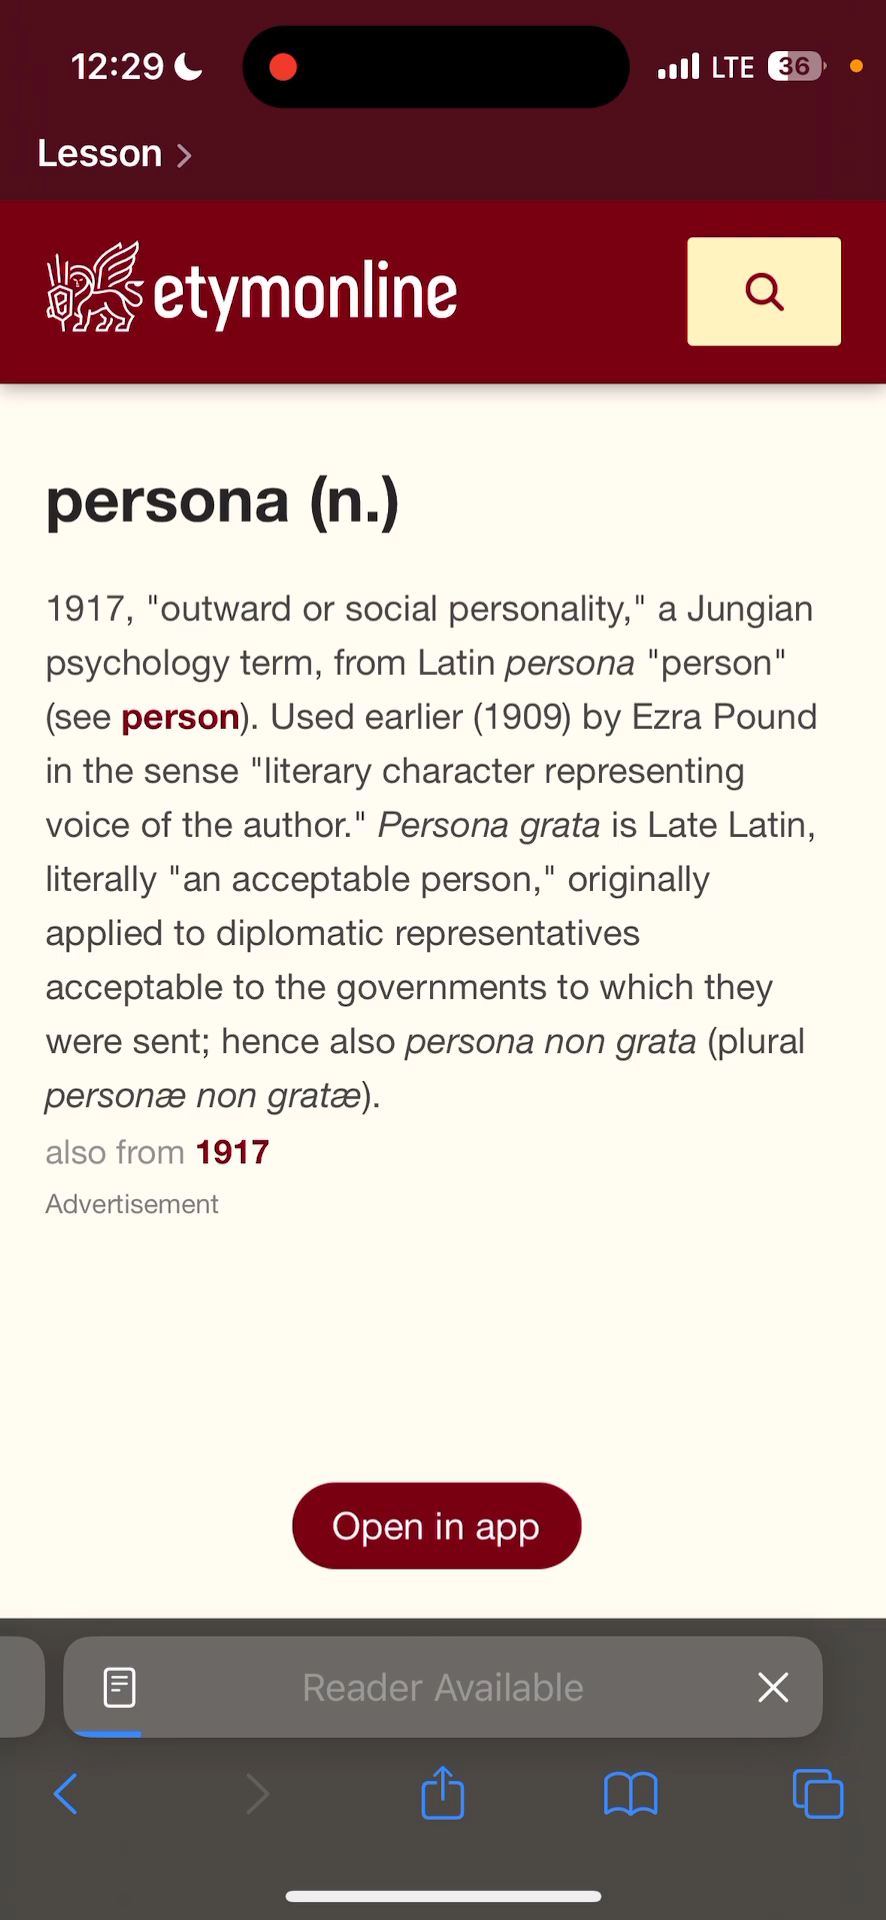 12:29
LTE 36
Lesson
etymonline
persona (n.)
1917, "outward or social personality," a Jungian
psychology term, from Latin persona "person"
(see person). Used earlier (1909) by Ezra Pound
in the sense "literary character representing
voice of the author." Persona grata is Late Latin,
literally "an acceptable person," originally
applied to diplomatic representatives
acceptable to the governments to which they
were sent; hence also persona non grata (plural
personæ non gratæ).
also from 1917
Advertisement
Open in app
Reader Available